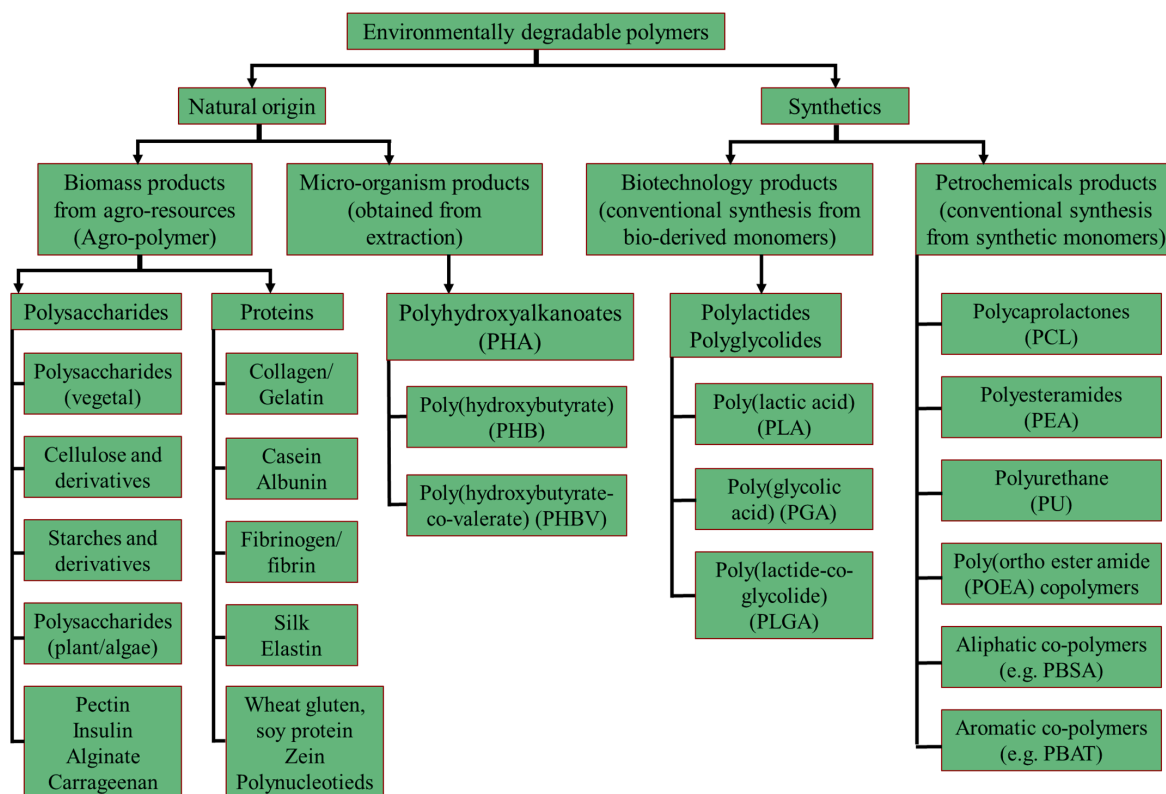 Environmentally degradable polymers
Natural origin
Synthetics
Biomass products
from agro-resources
(Agro-polymer)
Micro-organism products
(obtained from
extraction)
Biotechnology products
(conventional synthesis from
bio-derived monomers)
Petrochemicals products
(conventional synthesis
from synthetic monomers)
Polysaccharides
Polysaccharides
(vegetal)
Cellulose and
derivatives
Starches and
derivatives
Polysaccharides
(plant/algae)
Pectin
Insulin
Alginate
Carrageenan
Proteins
Collagen/
Gelatin
Casein
Albunin
Fibrinogen/
fibrin
Silk
Elastin
Wheat gluten,
soy protein
Zein
Polynucleotieds
Polyhydroxyalkanoates
(PHA)
Poly(hydroxybutyrate)
(PHB)
Poly(hydroxybutyrate-
co-valerate) (PHBV)
Polylactides
Polyglycolides
Poly(lactic acid)
(PLA)
Poly(glycolic
acid) (PGA)
Poly(lactide-co-
glycolide)
(PLGA)
Polycaprolactones
(PCL)
Polyesteramides
(PEA)
Polyurethane
(PU)
Poly(ortho ester amide
(POEA) copolymers
Aliphatic co-polymers
(e.g. PBSA)
Aromatic co-polymers
(e.g. PBAT)